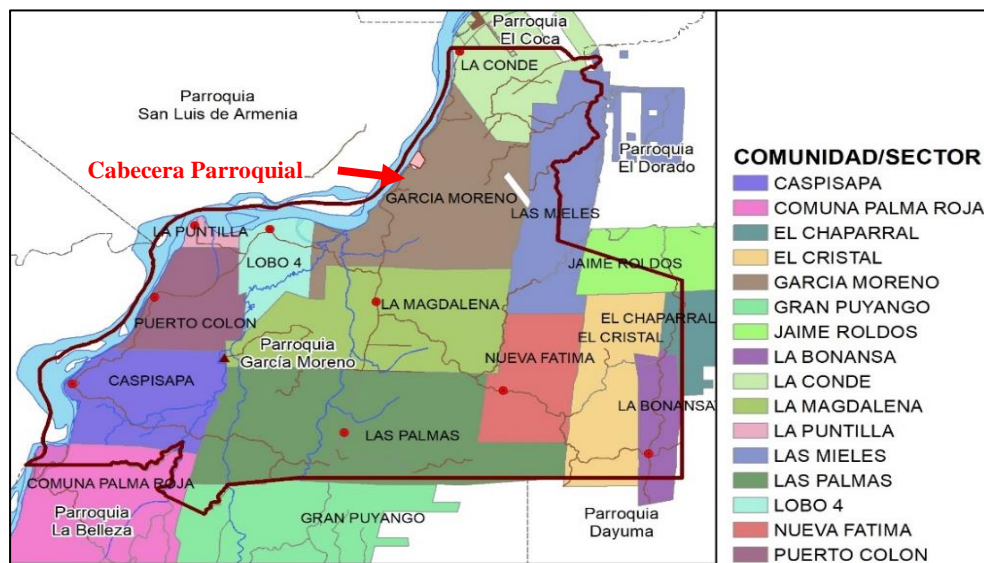 Parroquia
El Coca
LA CONDE
Parroquia
San Luis de Armenia
Cabecera Parroquial
Parroquia
El Dorado
GARCIA MORENO
LAS MIELES
LA PUNTILLA
LOBO 4
JAIME ROLDOS
LA MAGDALENA
PUERTO COLON
EL CHAPARRAL
EL CRISTAL
Parroquia
García Moreno
NUEVA FATIMA
CASPISAPA
LA BONANSA
LAS PALMAS
COMUNA PALMA ROJA
Parroquia
La Belleza
GRAN PUYANGO
Parroquia
Dayuma
COMUNIDAD/SECTOR
CASPISAPA
COMUNA PALMA ROJA
EL CHAPARRAL
EL CRISTAL
GARCIA MORENO
GRAN PUYANGO
JAIME ROLDOS
LA BONANSA
LA CONDE
LA MAGDALENA
LA PUNTILLA
LAS MIELES
LAS PALMAS
LOBO 4
NUEVA FATIMA
PUERTO COLON